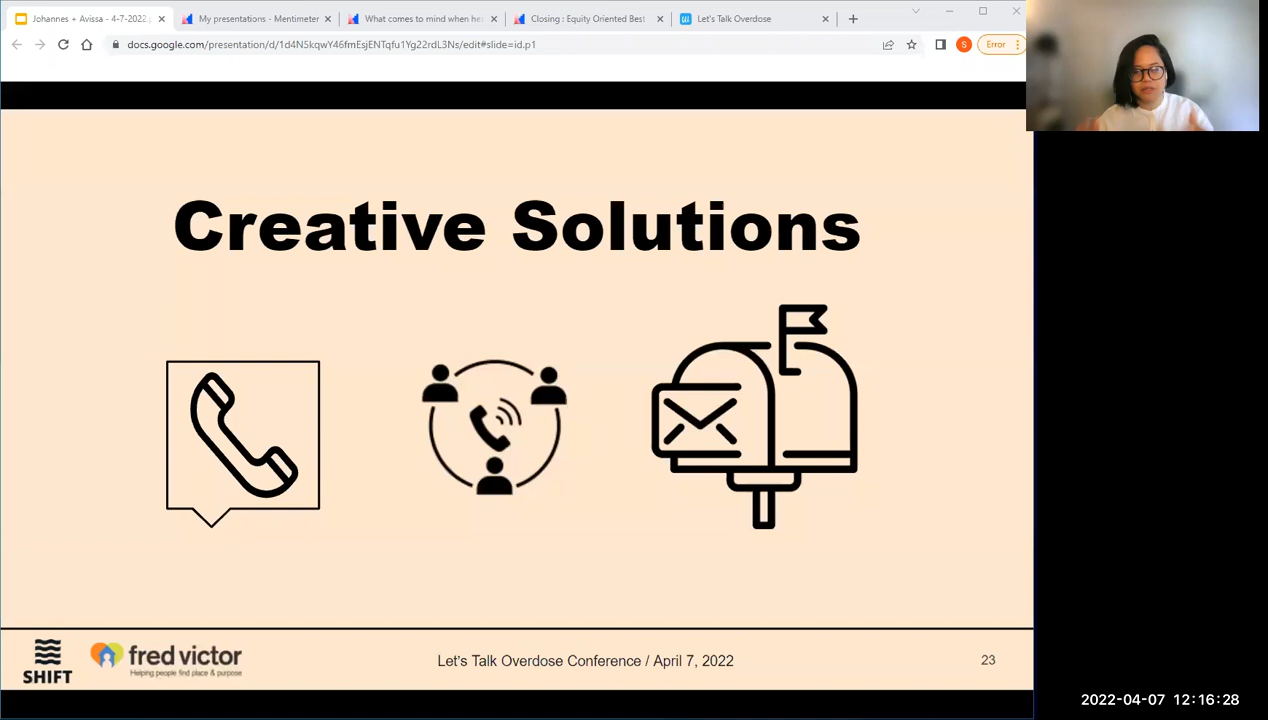 Johannes + Avissa - 4-7-2022.
My presentations - Mentimeter
What comes to mind when he
Closing : Equity Oriented Best
Let's Talk Overdose
docs.google.com/presentation/d/1d4N5kqwY46fmEsjENTqfu1Yg22rdL3Ns/edit#slide=id.p1
S
Error
Creative Solutions
SHIFT
fred victor
Helping people find place & purpose
Let's Talk Overdose Conference / April 7, 2022
23
2022-04-07 12:16:28